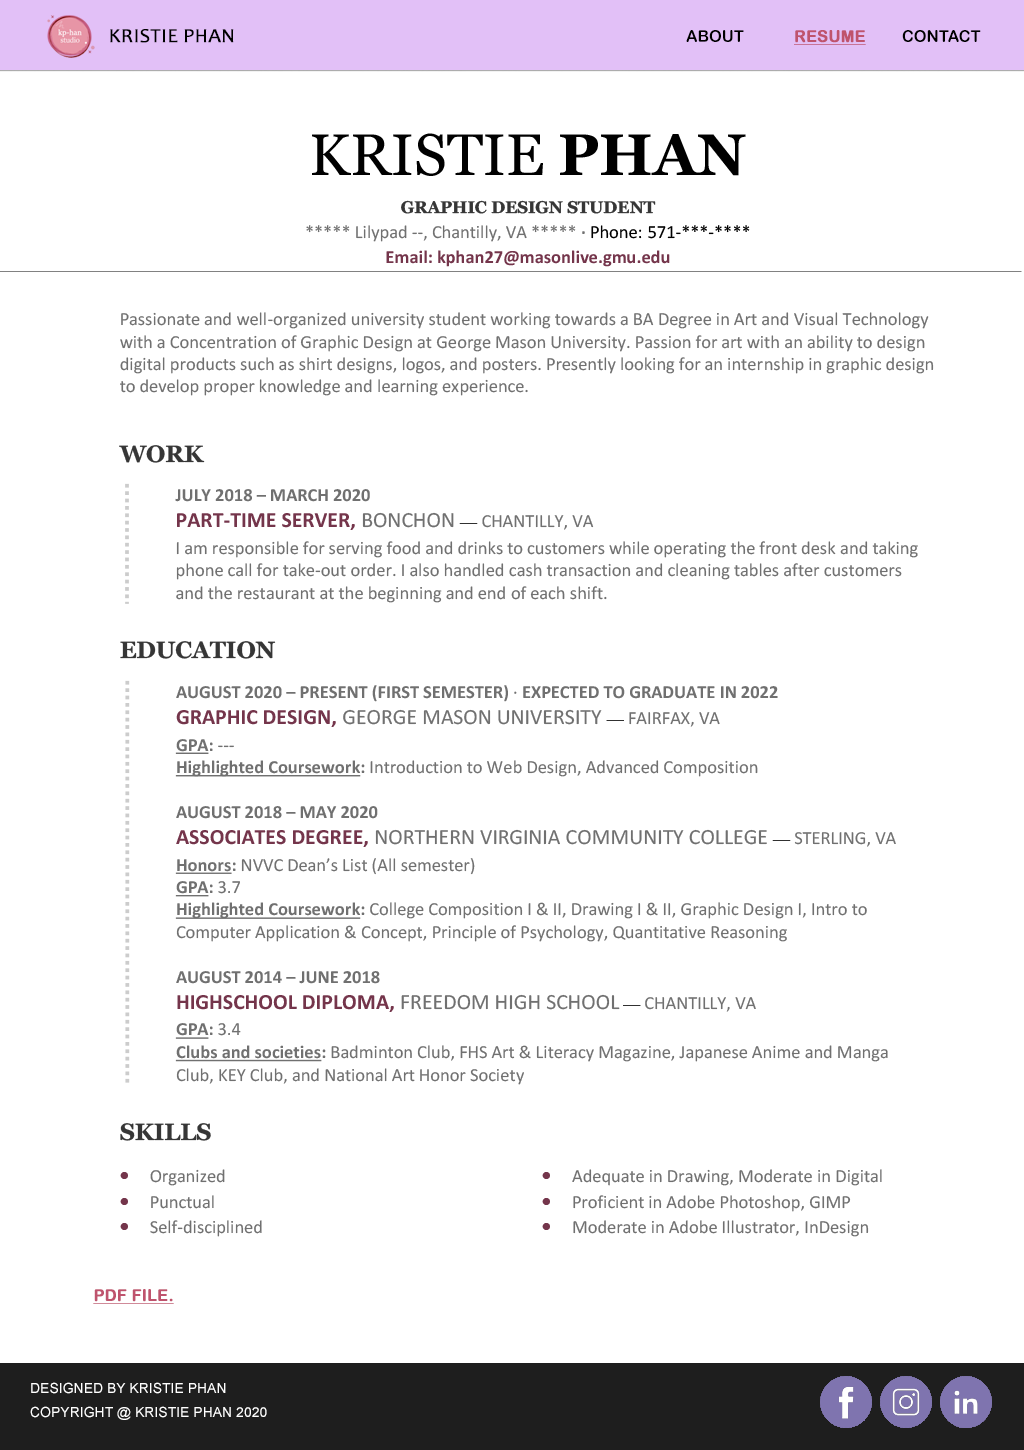 kp-han
studio
KRISTIE PHAN
ABOUT
RESUME
CONTACT
KRISTIE PHAN
GRAPHIC DESIGN STUDENT
***** Lilypad --, Chantilly, VA ***** · Phone: 571-***-****
Email: kphan27@masonlive.gmu.edu
Passionate and well-organized university student working towards a BA Degree in Art and Visual Technology
with a Concentration of Graphic Design at George Mason University. Passion for art with an ability to design
digital products such as shirt designs, logos, and posters. Presently looking for an internship in graphic design
to develop proper knowledge and learning experience.
WORK
JULY 2018 – MARCH 2020
PART-TIME SERVER, BONCHON — CHANTILLY, VA
I am responsible for serving food and drinks to customers while operating the front desk and taking
phone call for take-out order. I also handled cash transaction and cleaning tables after customers
and the restaurant at the beginning and end of each shift.
EDUCATION
AUGUST 2020 – PRESENT (FIRST SEMESTER) · EXPECTED TO GRADUATE IN 2022
GRAPHIC DESIGN, GEORGE MASON UNIVERSITY — FAIRFAX, VA
GPA: ---
Highlighted Coursework: Introduction to Web Design, Advanced Composition
AUGUST 2018 – MAY 2020
ASSOCIATES DEGREE, NORTHERN VIRGINIA COMMUNITY COLLEGE — STERLING, VA
Honors: NVVC Dean’s List (All semester)
GPA: 3.7
Highlighted Coursework: College Composition I & II, Drawing I & II, Graphic Design I, Intro to
Computer Application & Concept, Principle of Psychology, Quantitative Reasoning
AUGUST 2014 – JUNE 2018
HIGHSCHOOL DIPLOMA, FREEDOM HIGH SCHOOL — CHANTILLY, VA
GPA: 3.4
Clubs and societies: Badminton Club, FHS Art & Literacy Magazine, Japanese Anime and Manga
Club, KEY Club, and National Art Honor Society
SKILLS
• Organized
• Punctual
• Self-disciplined
• Adequate in Drawing, Moderate in Digital
• Proficient in Adobe Photoshop, GIMP
• Moderate in Adobe Illustrator, InDesign
PDF FILE.
DESIGNED BY KRISTIE PHAN
COPYRIGHT @ KRISTIE PHAN 2020
f
in